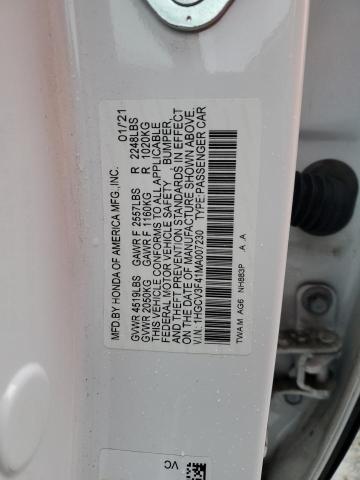 MFD.BY HONDA OF AMERICA MFG.,INC. 01/'21
GVWR 4519LBS GAWR F 2557LBS R 2248LBS
GVWR 2050KG GAWR F 1160KG R 1020KG
THIS VEHICLE CONFORMS TO ALL APPLICABLE
FEDERAL MOTOR VEHICLE SAFETY BUMPER,
AND THEFT PREVENTION STANDARDS IN EFFECT
ON THE DATE OF MANUFACTURE SHOWN ABOVE.
V.I.N.: 1HGCV3F41MA007230 TYPE:PASSENGER CAR
TWIA M AG6 NH883P A A
VC